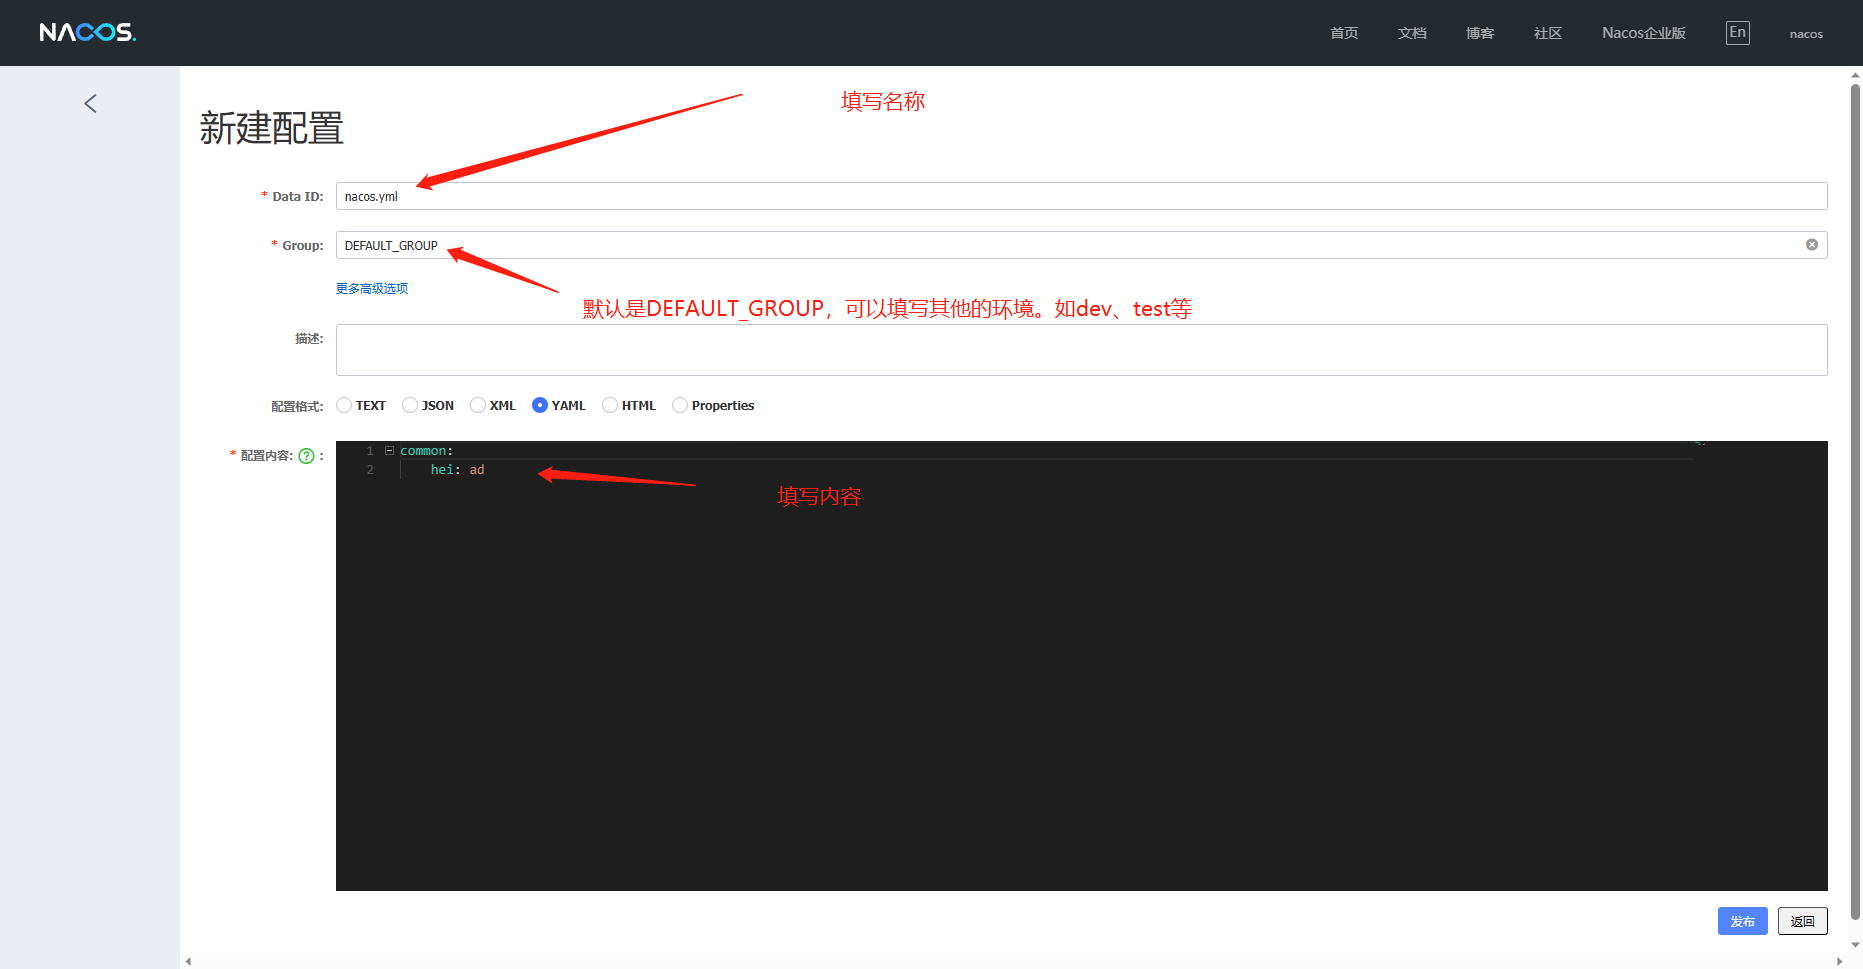 NACOS.
首页 文档 博客 社区 Nacos企业版 En nacos
填写名称
新建配置
* Data ID: nacos.yml
* Group: DEFAULT_GROUP
更多高级选项
默认是DEFAULT_GROUP，可以填写其他的环境。如dev、test等
描述:
配置格式: TEXT JSON XML YAML HTML Properties
* 配置内容: ? :
1 common:
2 hei: ad
填写内容
发布 返回